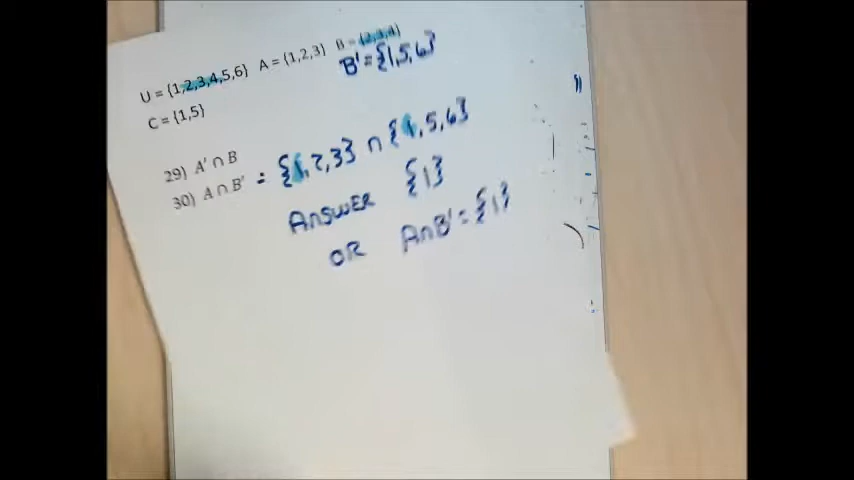 U = {1,2,3,4,5,6} A = {1,2,3} B = {2,3,4}
B' = {1,5,6}
C = {1,5}
29) A' ∩ B
30) A ∩ B' = {1,2,3} ∩ {1,5,6}
ANSWER {1}
OR A∩B' = {1}